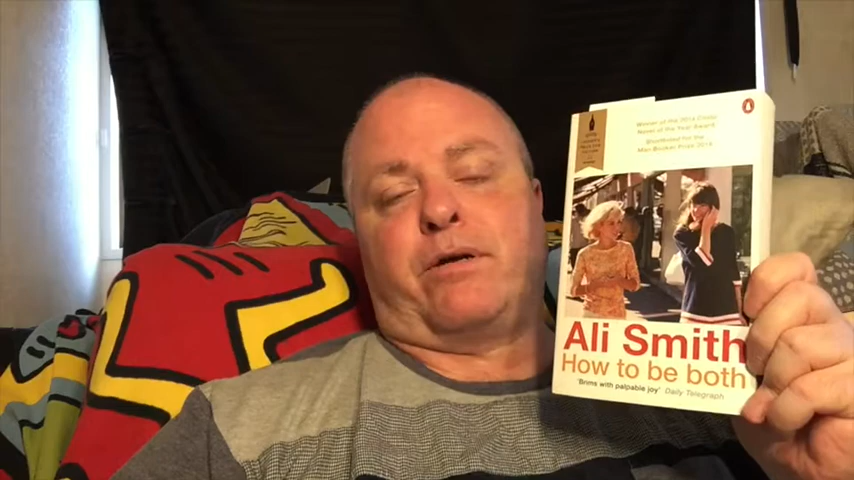 Winner of the 2014 Costa
Novel of the Year Award
Shortlisted for the
Man Booker Prize 2014
Ali Smith
How to be both
'Brims with palpable joy' Daily Telegraph